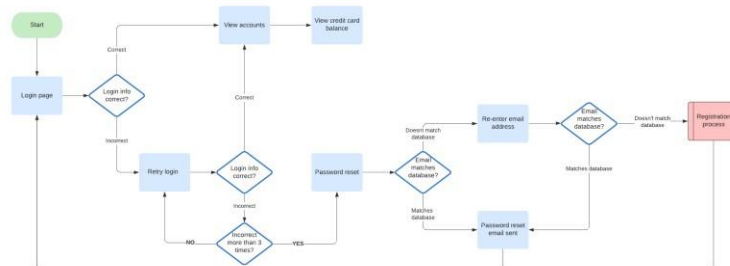 Start
View accounts
View credit card
balance
Correct
Login page
Login info
correct?
Incorrect
Correct
Retry login
Login info
correct?
Incorrect
NO
Incorrect
more than 3
times?
YES
Password reset
Doesn't match
database
Email
matches
database?
Matches
database
Re-enter email
address
Email
matches
database?
Doesn't match
database
Registration
process
Matches database
Password reset
email sent